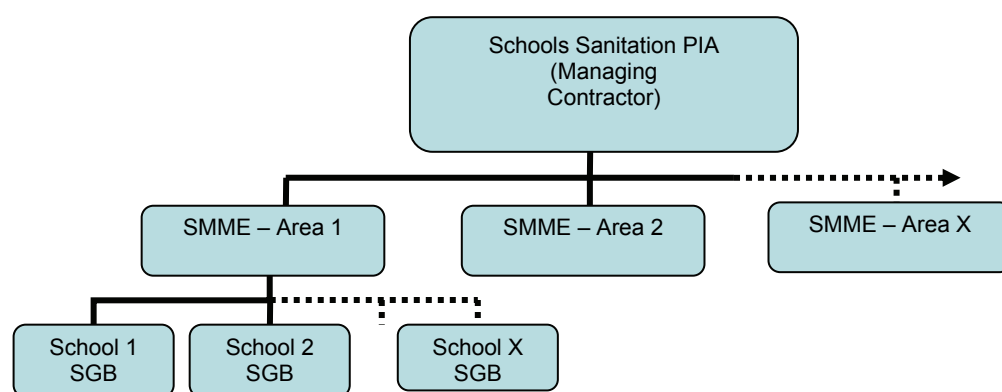 Schools Sanitation PIA
(Managing
Contractor)
SMME – Area 1
SMME – Area 2
SMME – Area X
School 1
SGB
School 2
SGB
School X
SGB